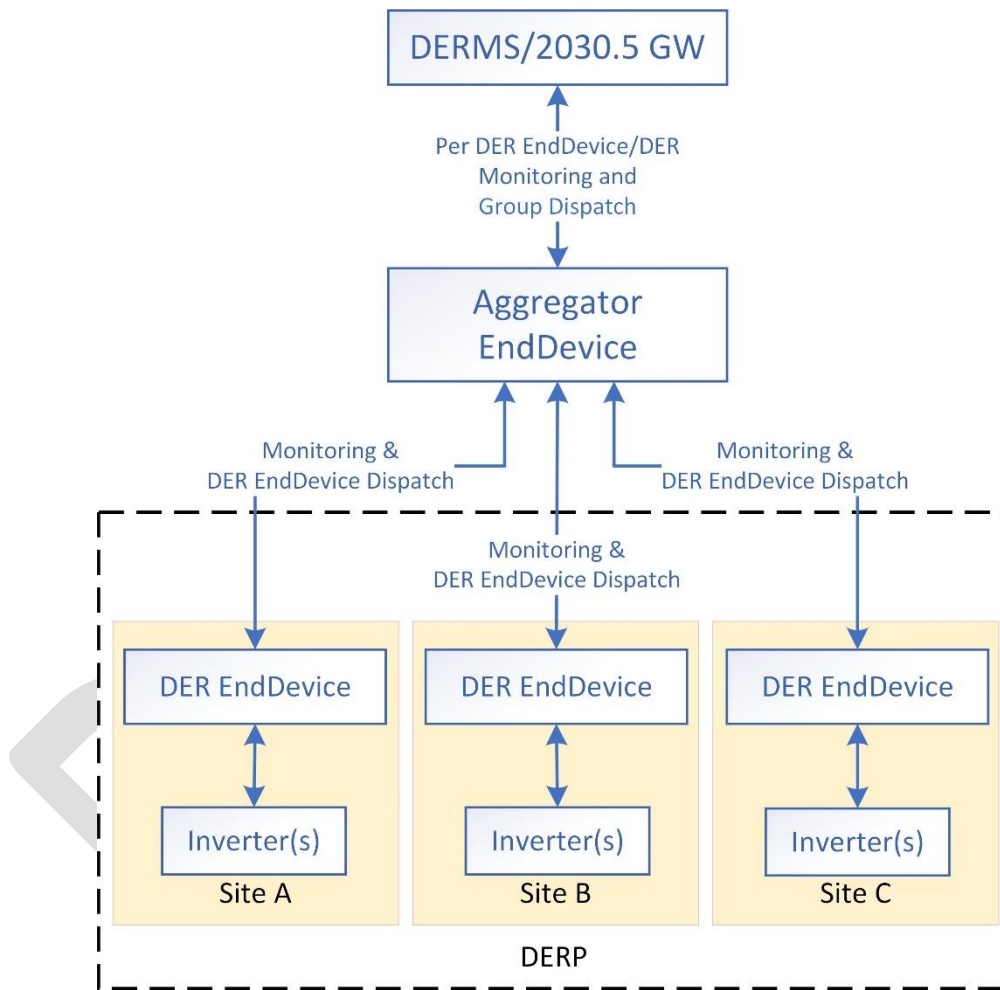 DERMS/2030.5 GW
Per DER EndDevice/DER
Monitoring and
Group Dispatch
Aggregator
EndDevice
Monitoring &
DER EndDevice Dispatch
Monitoring &
DER EndDevice Dispatch
Monitoring &
DER EndDevice Dispatch
DER EndDevice
DER EndDevice
DER EndDevice
Inverter(s)
Inverter(s)
Inverter(s)
Site A
Site B
Site C
DERP